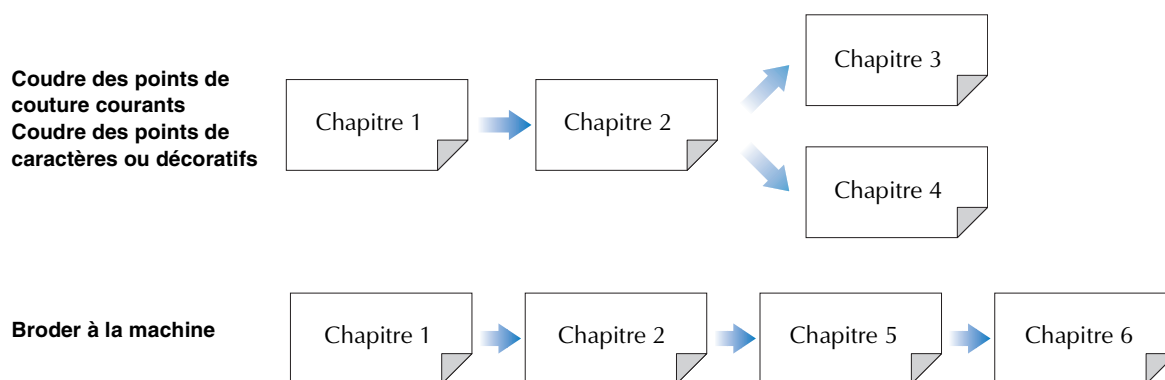 Coudre des points de
couture courants
Coudre des points de
caractères ou décoratifs
Chapitre 1
Chapitre 2
Chapitre 3
Chapitre 4
Broder à la machine
Chapitre 1
Chapitre 2
Chapitre 5
Chapitre 6